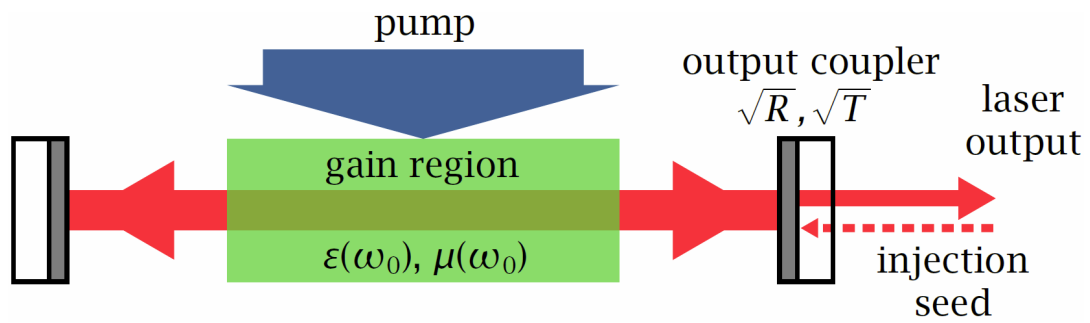 pump
output coupler
√R, √T
laser
output
gain region
ε(ω₀), μ(ω₀)
injection
seed